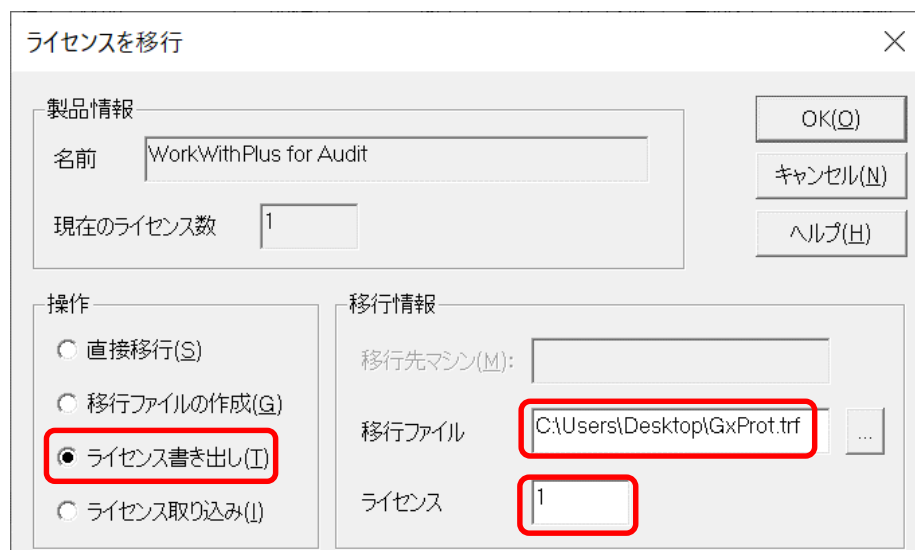 ライセンスを移行
製品情報
名前 WorkWithPlus for Audit
現在のライセンス数 1
OK(O)
キャンセル(N)
ヘルプ(H)
操作
直接移行(S)
移行ファイルの作成(G)
ライセンス書き出し(T)
ライセンス取り込み(I)
移行情報
移行先マシン(M):
移行ファイル C:\Users\Desktop\GxProt.trf ...
ライセンス 1